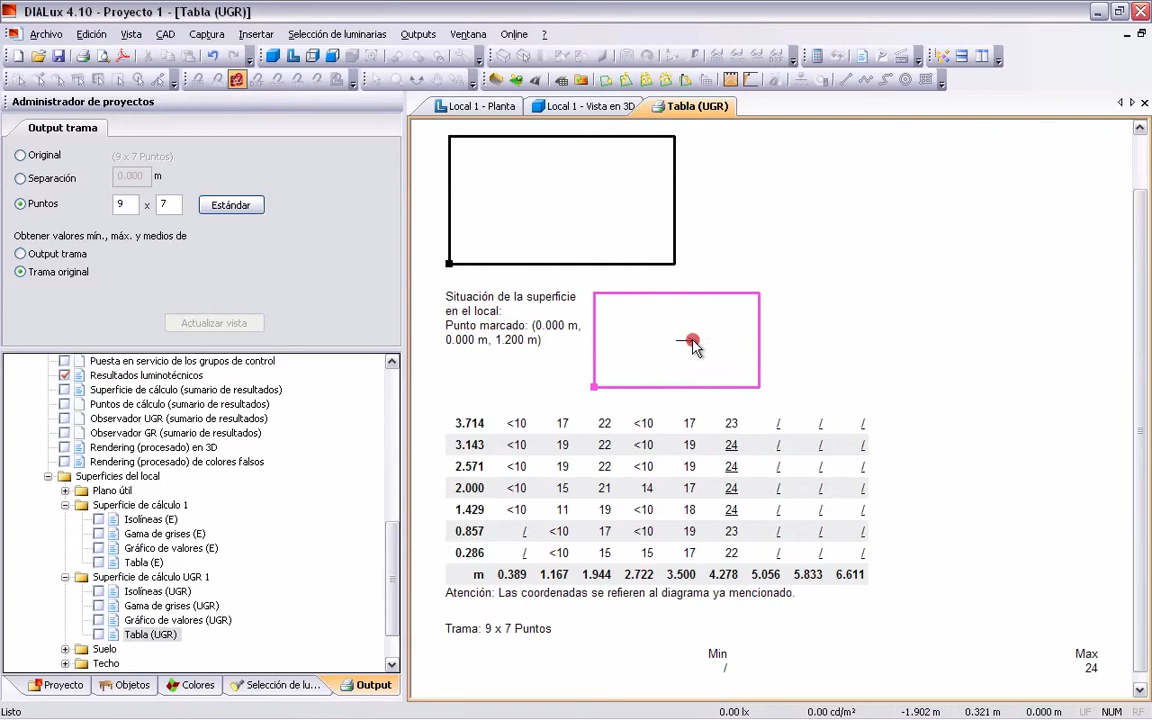 DIALux 4.10 - Proyecto 1 - [Tabla (UGR)]
Archivo Edición Vista CAD Captura Insertar Selección de luminarias Outputs Ventana Online ?
Administrador de proyectos
Output trama
Original (9 x 7 Puntos)
Separación 0.000 m
Puntos 9 x 7 Estándar
Obtener valores mín., máx. y medios de
Output trama
Trama original
Actualizar vista
Puesta en servicio de los grupos de control
Resultados luminotécnicos
Superficie de cálculo (sumario de resultados)
Puntos de cálculo (sumario de resultados)
Observador UGR (sumario de resultados)
Observador GR (sumario de resultados)
Rendering (procesado) en 3D
Rendering (procesado) de colores falsos
Superficies del local
Plano útil
Superficie de cálculo 1
Isolíneas (E)
Gama de grises (E)
Gráfico de valores (E)
Tabla (E)
Superficie de cálculo UGR 1
Isolíneas (UGR)
Gama de grises (UGR)
Gráfico de valores (UGR)
Tabla (UGR)
Suelo
Techo
Proyecto Objetos Colores Selección de lu... Output
Local 1 - Planta Local 1 - Vista en 3D Tabla (UGR)
Situación de la superficie
en el local:
Punto marcado: (0.000 m,
0.000 m, 1.200 m)
3.714 <10 17 22 <10 17 23 / / /
3.143 <10 19 22 <10 19 24 / / /
2.571 <10 19 22 <10 19 24 / / /
2.000 <10 15 21 14 17 24 / / /
1.429 <10 11 19 <10 18 24 / / /
0.857 / <10 17 <10 19 23 / / /
0.286 / <10 15 15 17 22 / / /
m 0.389 1.167 1.944 2.722 3.500 4.278 5.056 5.833 6.611
Atención: Las coordenadas se refieren al diagrama ya mencionado.
Trama: 9 x 7 Puntos
Min Max
/ 24
Listo 0.00 lx 0.00 cd/m² -1.902 m 0.321 m 0.000 m UF NUM RF